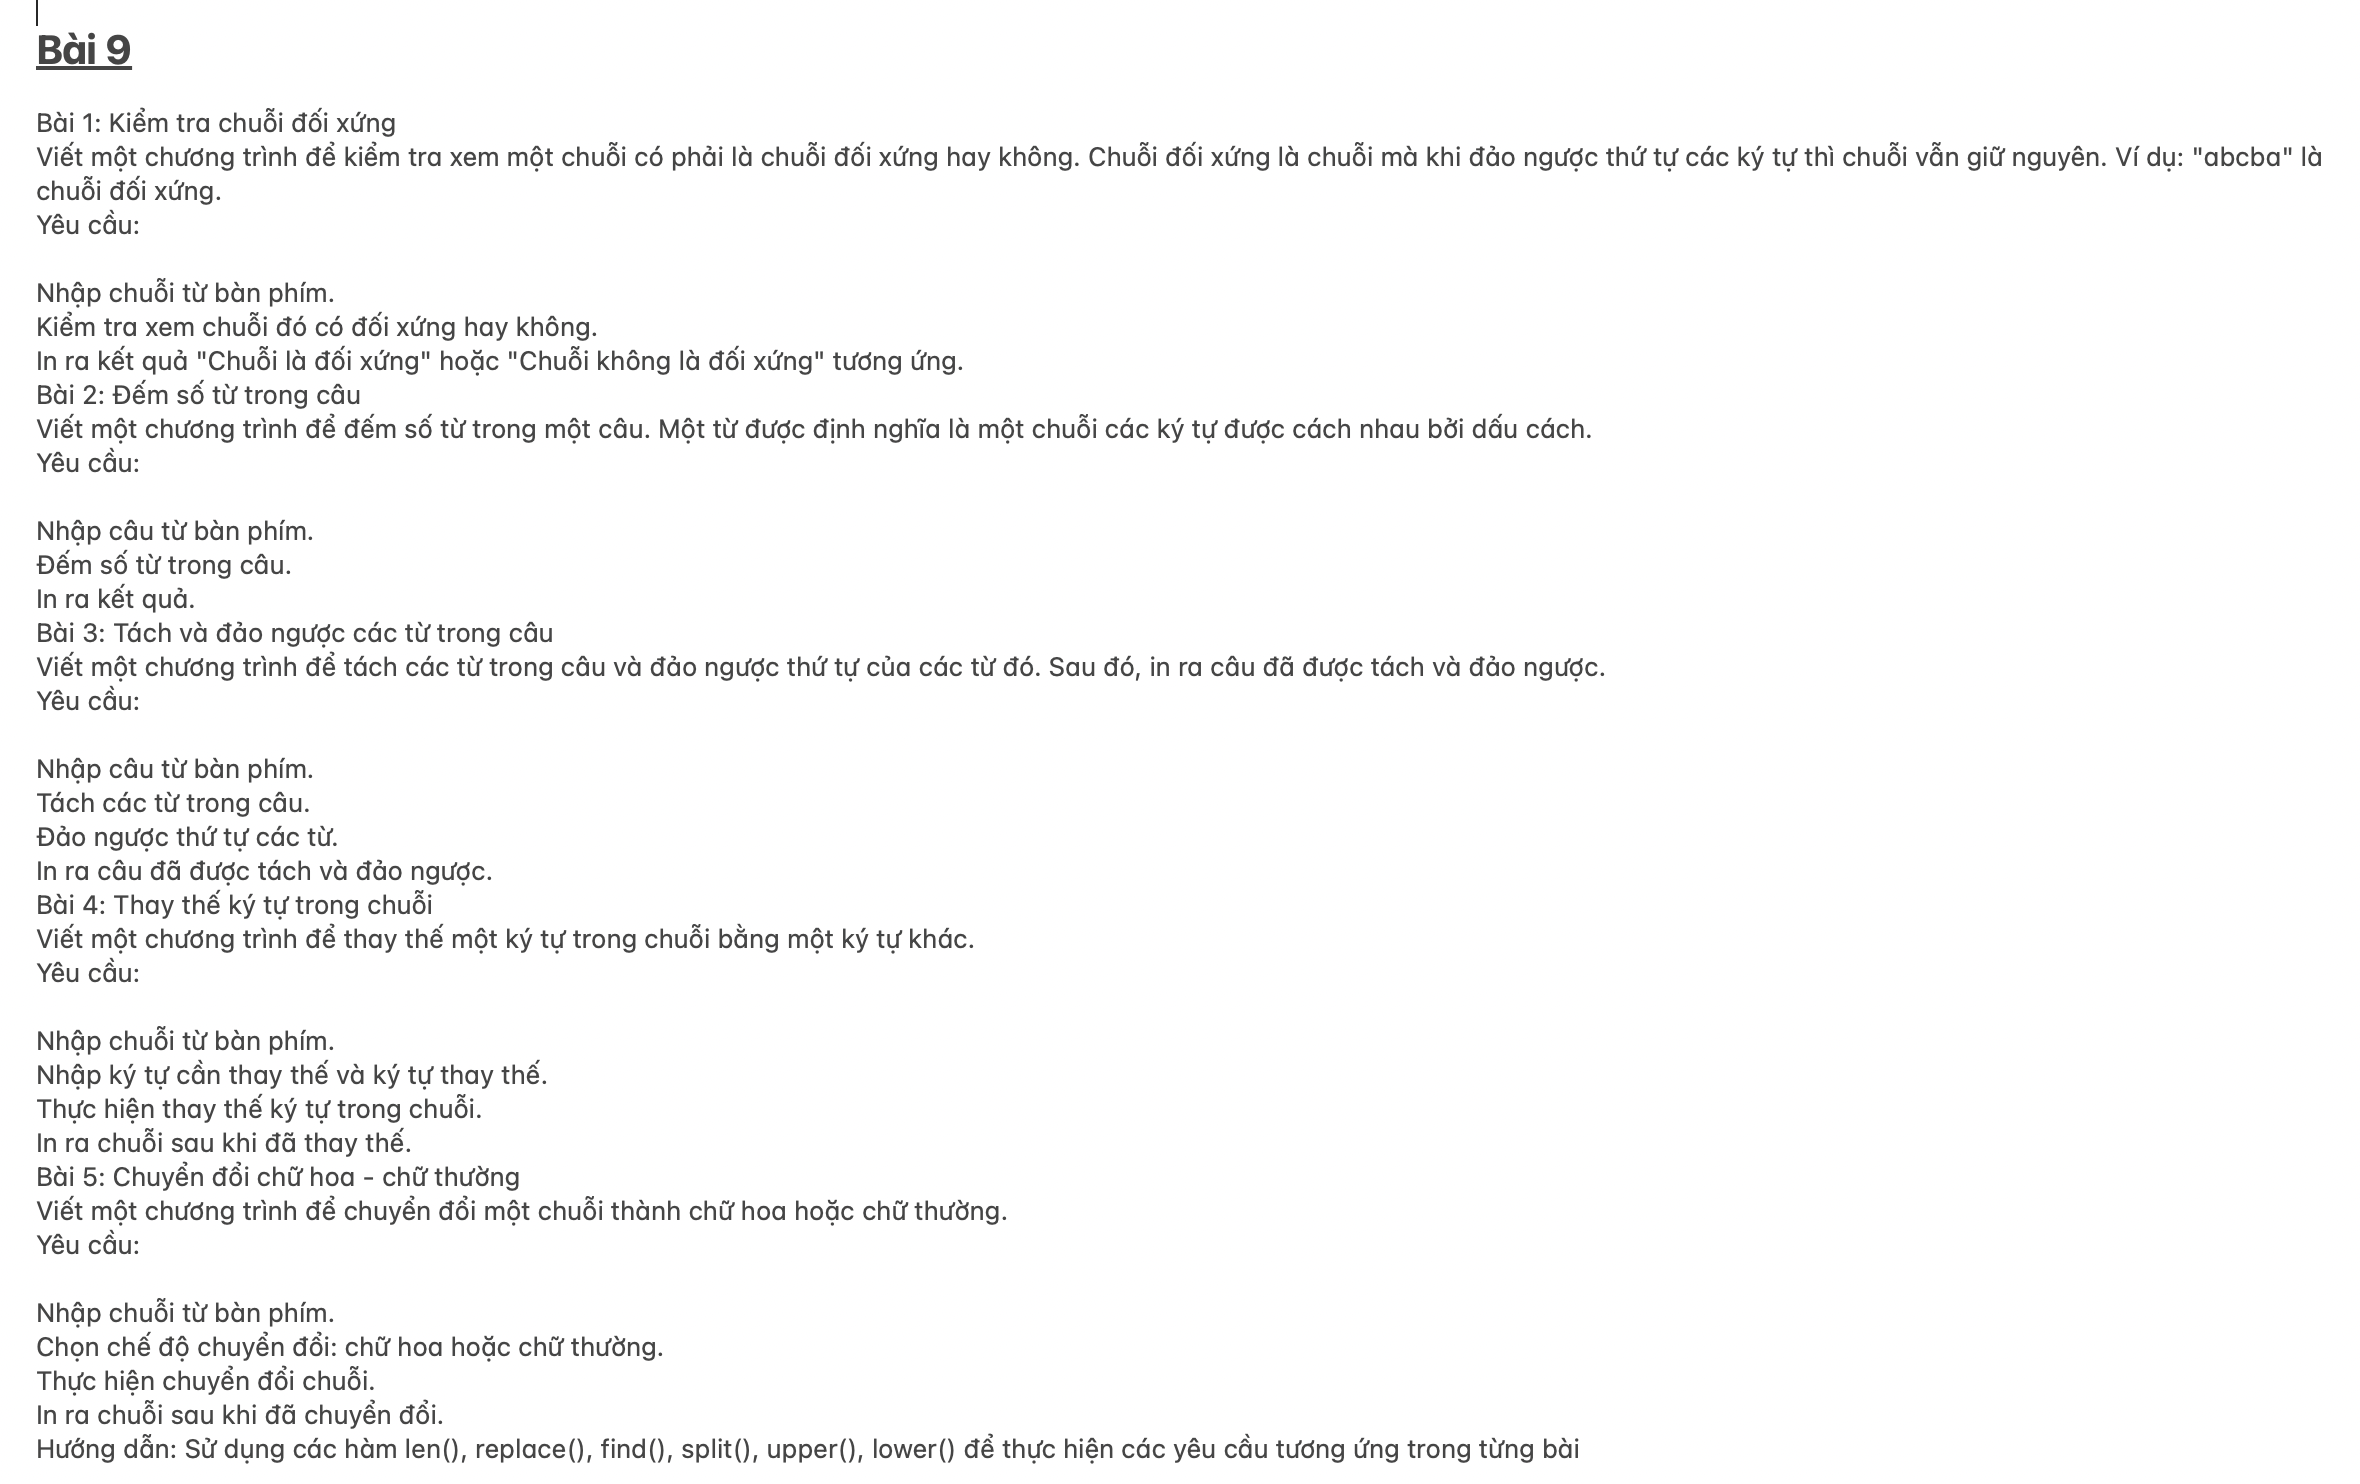 Bài 9
Bài 1: Kiểm tra chuỗi đối xứng
Viết một chương trình để kiểm tra xem một chuỗi có phải là chuỗi đối xứng hay không. Chuỗi đối xứng là chuỗi mà khi đảo ngược thứ tự các ký tự thì chuỗi vẫn giữ nguyên. Ví dụ: "abcba" là
chuỗi đối xứng.
Yêu cầu:
Nhập chuỗi từ bàn phím.
Kiểm tra xem chuỗi đó có đối xứng hay không.
In ra kết quả "Chuỗi là đối xứng" hoặc "Chuỗi không là đối xứng" tương ứng.
Bài 2: Đếm số từ trong câu
Viết một chương trình để đếm số từ trong một câu. Một từ được định nghĩa là một chuỗi các ký tự được cách nhau bởi dấu cách.
Yêu cầu:
Nhập câu từ bàn phím.
Đếm số từ trong câu.
In ra kết quả.
Bài 3: Tách và đảo ngược các từ trong câu
Viết một chương trình để tách các từ trong câu và đảo ngược thứ tự của các từ đó. Sau đó, in ra câu đã được tách và đảo ngược.
Yêu cầu:
Nhập câu từ bàn phím.
Tách các từ trong câu.
Đảo ngược thứ tự các từ.
In ra câu đã được tách và đảo ngược.
Bài 4: Thay thế ký tự trong chuỗi
Viết một chương trình để thay thế một ký tự trong chuỗi bằng một ký tự khác.
Yêu cầu:
Nhập chuỗi từ bàn phím.
Nhập ký tự cần thay thế và ký tự thay thế.
Thực hiện thay thế ký tự trong chuỗi.
In ra chuỗi sau khi đã thay thế.
Bài 5: Chuyển đổi chữ hoa - chữ thường
Viết một chương trình để chuyển đổi một chuỗi thành chữ hoa hoặc chữ thường.
Yêu cầu:
Nhập chuỗi từ bàn phím.
Chọn chế độ chuyển đổi: chữ hoa hoặc chữ thường.
Thực hiện chuyển đổi chuỗi.
In ra chuỗi sau khi đã chuyển đổi.
Hướng dẫn: Sử dụng các hàm len(), replace(), find(), split(), upper(), lower() để thực hiện các yêu cầu tương ứng trong từng bài